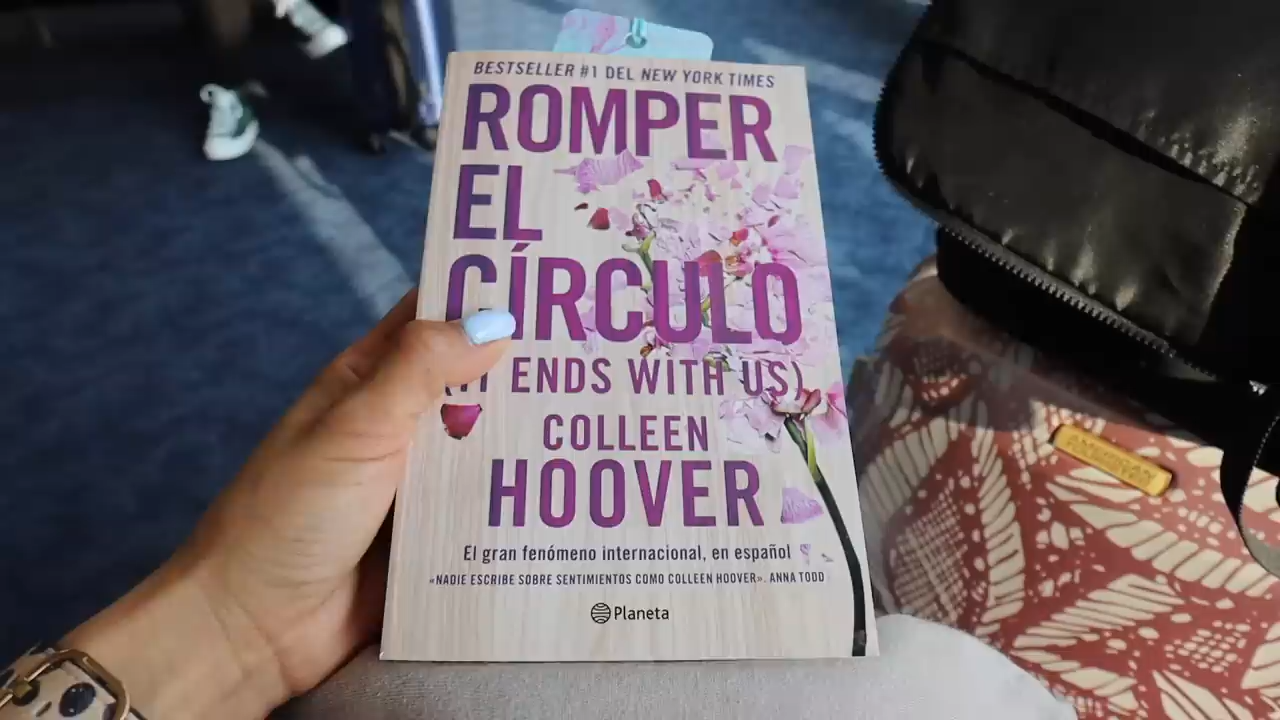 BESTSELLER #1 DEL NEW YORK TIMES
ROMPER
EL
CÍRCULO
(IT ENDS WITH US)
COLLEEN
HOOVER
El gran fenómeno internacional, en español
«NADIE ESCRIBE SOBRE SENTIMIENTOS COMO COLLEEN HOOVER». ANNA TODD
Planeta
AMERICAN